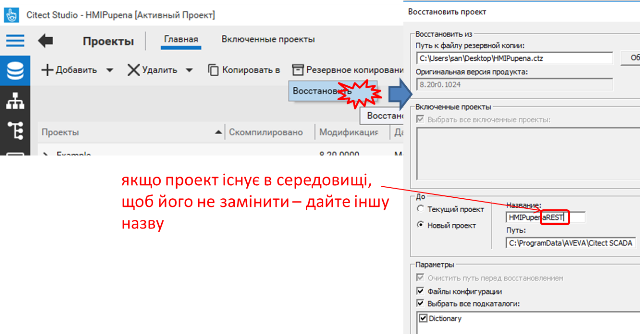 Citect Studio - HMIPupena [Активный Проект]
Проекты
Главная
Включенные проекты
Добавить
Удалить
Копировать в
Резервное копирование
Восстановить
Проекты
Скомпилировано
Модификация
Example
8.20.0000
якщо проект існує в середовищі,
щоб його не замінити – дайте іншу
назву
Восстановить проект
Восстановить из
Путь к файлу резервной копии:
C:\Users\san\Desktop\HMIPupena.ctz
Об
Оригинальная версия продукта:
8.20r0.1024
Включенные проекты
Выбрать все включенные проекты:
До
Текущий проект
Новый проект
Название:
HMIPupenaREST
Путь:
C:\ProgramData\AVEVA\Citect SCADA
Параметры
Очистить путь перед восстановлением
Файлы конфигурации
Выбрать все подкаталоги:
Dictionary